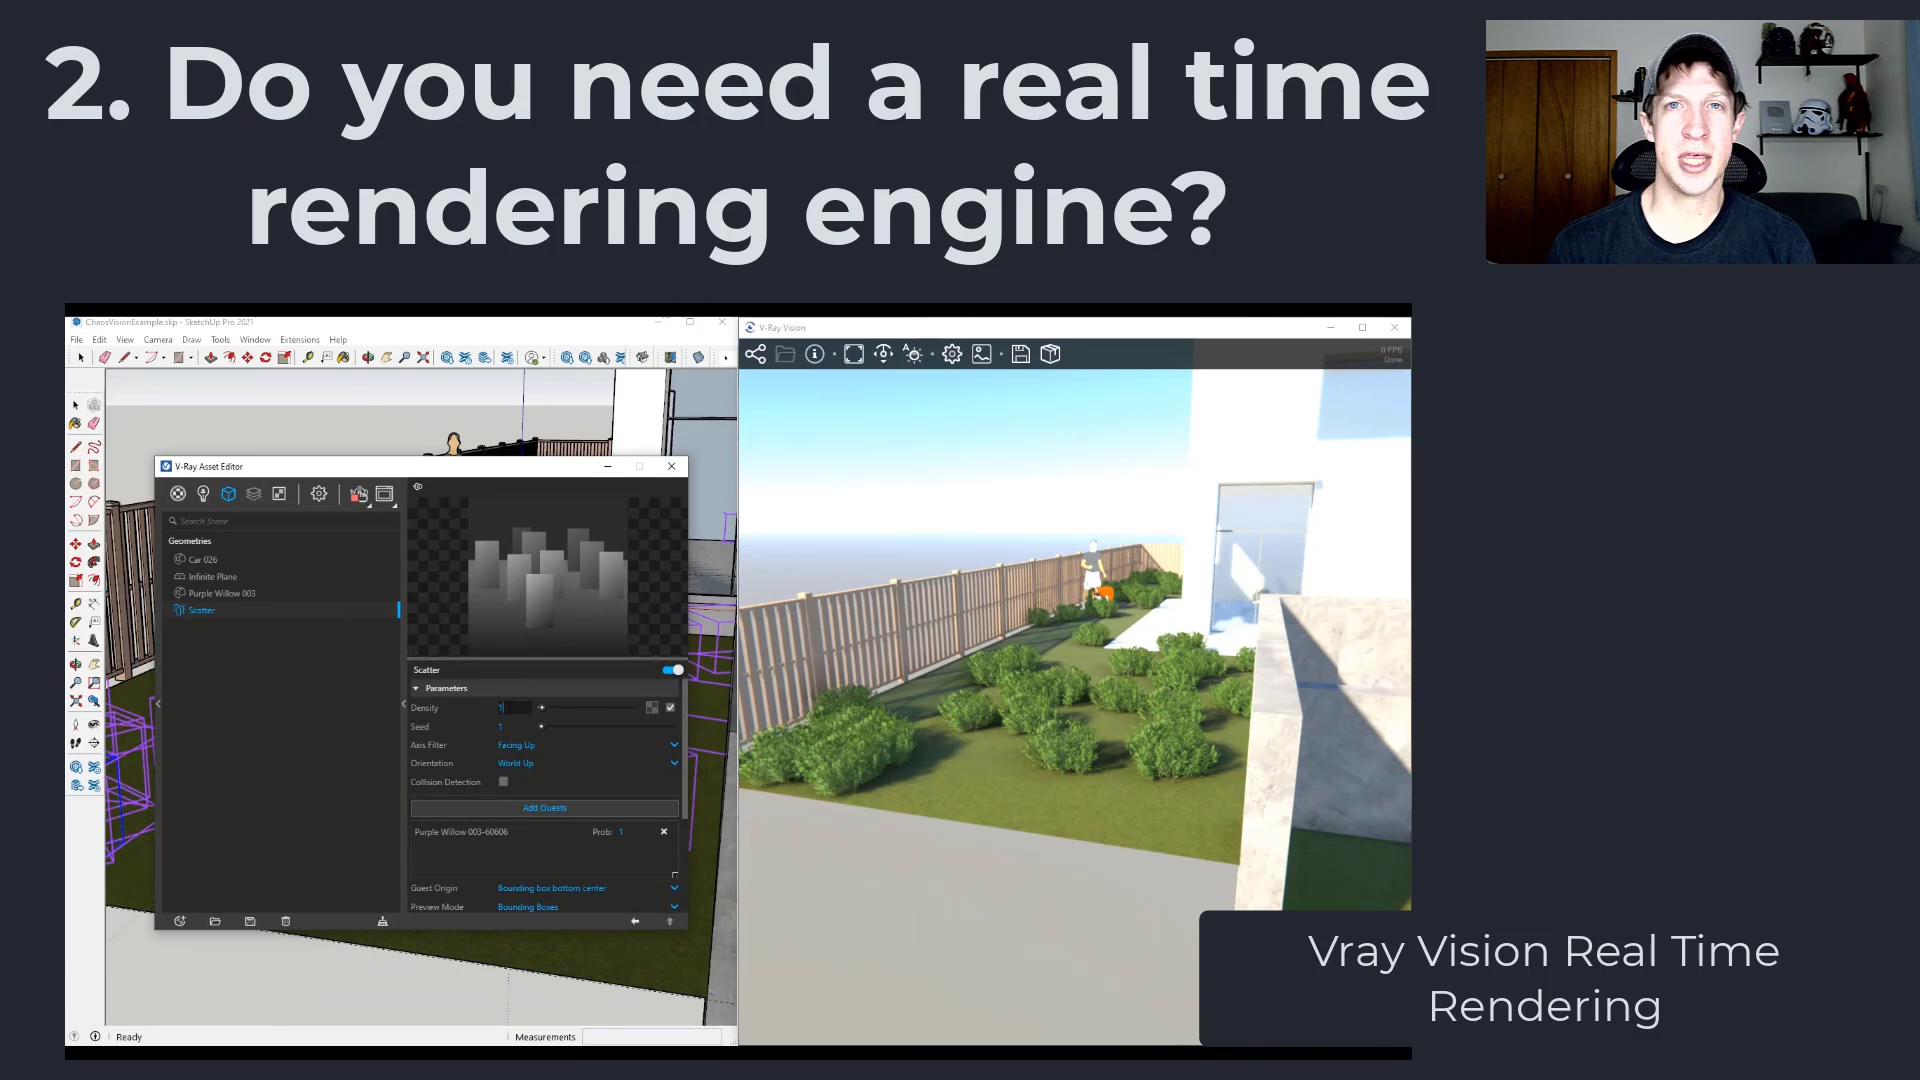 2. Do you need a real time
rendering engine?
ChaosVisionExample.skp - SketchUp Pro 2021
File Edit View Camera Draw Tools Window Extensions Help
V-Ray Vision
0 FPS
Done
V-Ray Asset Editor
Search Scene
Geometries
Car 026
Infinite Plane
Purple Willow 003
Scatter
Scatter
Parameters
Density 1
Seed 1
Axis Filter Facing Up
Orientation World Up
Collision Detection
Add Guests
Purple Willow 003-60606 Prob: 1
Guest Origin Bounding box bottom center
Preview Mode Bounding Boxes
Ready
Measurements
Vray Vision Real Time
Rendering